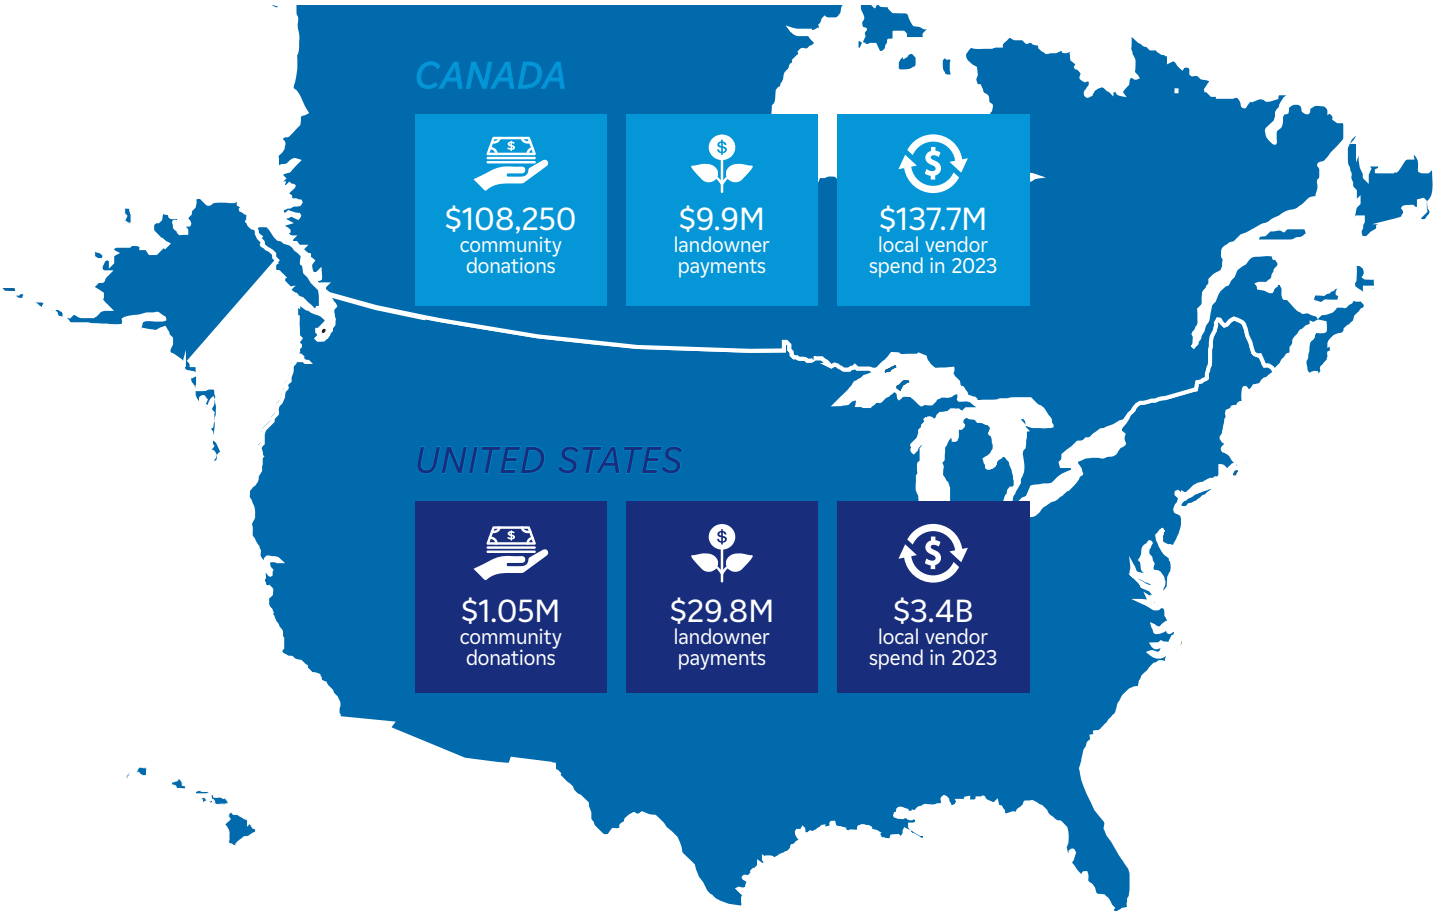 CANADA
$108,250
community
donations
$9.9M
landowner
payments
$137.7M
local vendor
spend in 2023
UNITED STATES
$1.05M
community
donations
$29.8M
landowner
payments
$3.4B
local vendor
spend in 2023